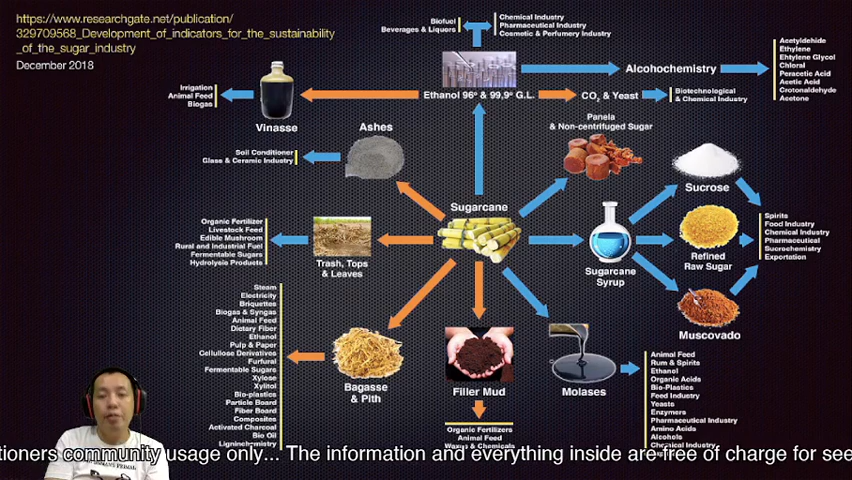 https://www.researchgate.net/publication/
329709568_Development_of_indicators_for_the_sustainability
_of_the_sugar_industry
December 2018
Biofuel
Beverages & Liquers
Chemical Industry
Pharmaceutical Industry
Cosmetic & Perfumery Industry
Ethanol 96° & 99,9° G.L.
Alcohochemistry
Acetyldehide
Ethylene
Ehtylene Glycol
Chloral
Peracetic Acid
Acetic Acid
Crotonaldehyde
Acetone
CO2 & Yeast
Biotechnological
& Chemical Industry
Irrigation
Animal Feed
Biogas
Vinasse
Ashes
Soil Conditioner
Glass & Ceramic Industry
Panela
& Non-centrifuged Sugar
Sugarcane
Sucrose
Organic Fertilizer
Livestock Feed
Edible Mushroom
Rural and Industrial Fuel
Fermentable Sugars
Hydrolysis Products
Trash, Tops
& Leaves
Sugarcane
Syrup
Refined
Raw Sugar
Muscovado
Spirits
Food Industry
Chemical Industry
Pharmaceutical
Sucrochemistry
Exportation
Steam
Electricity
Briquettes
Biogas & Syngas
Animal Feed
Dietary Fiber
Ethanol
Pulp & Paper
Cellulose Derivatives
Furfural
Fermentable Sugars
Xylose
Xylitol
Bio-plastics
Particle Board
Fiber Board
Composites
Activated Charcoal
Bio Oil
Ligninchemistry
Bagasse
& Pith
Filler Mud
Organic Fertilizers
Animal Feed
Waxes & Chemicals
Molases
Animal Feed
Rum & Spirits
Ethanol
Organic Acids
Bio-Plastics
Feed Industry
Yeasts
Enzymers
Pharmaceutical Industry
Amino Acids
Alcohols
Chemical Industry
tioners community usage only... The information and everything inside are free of charge for see